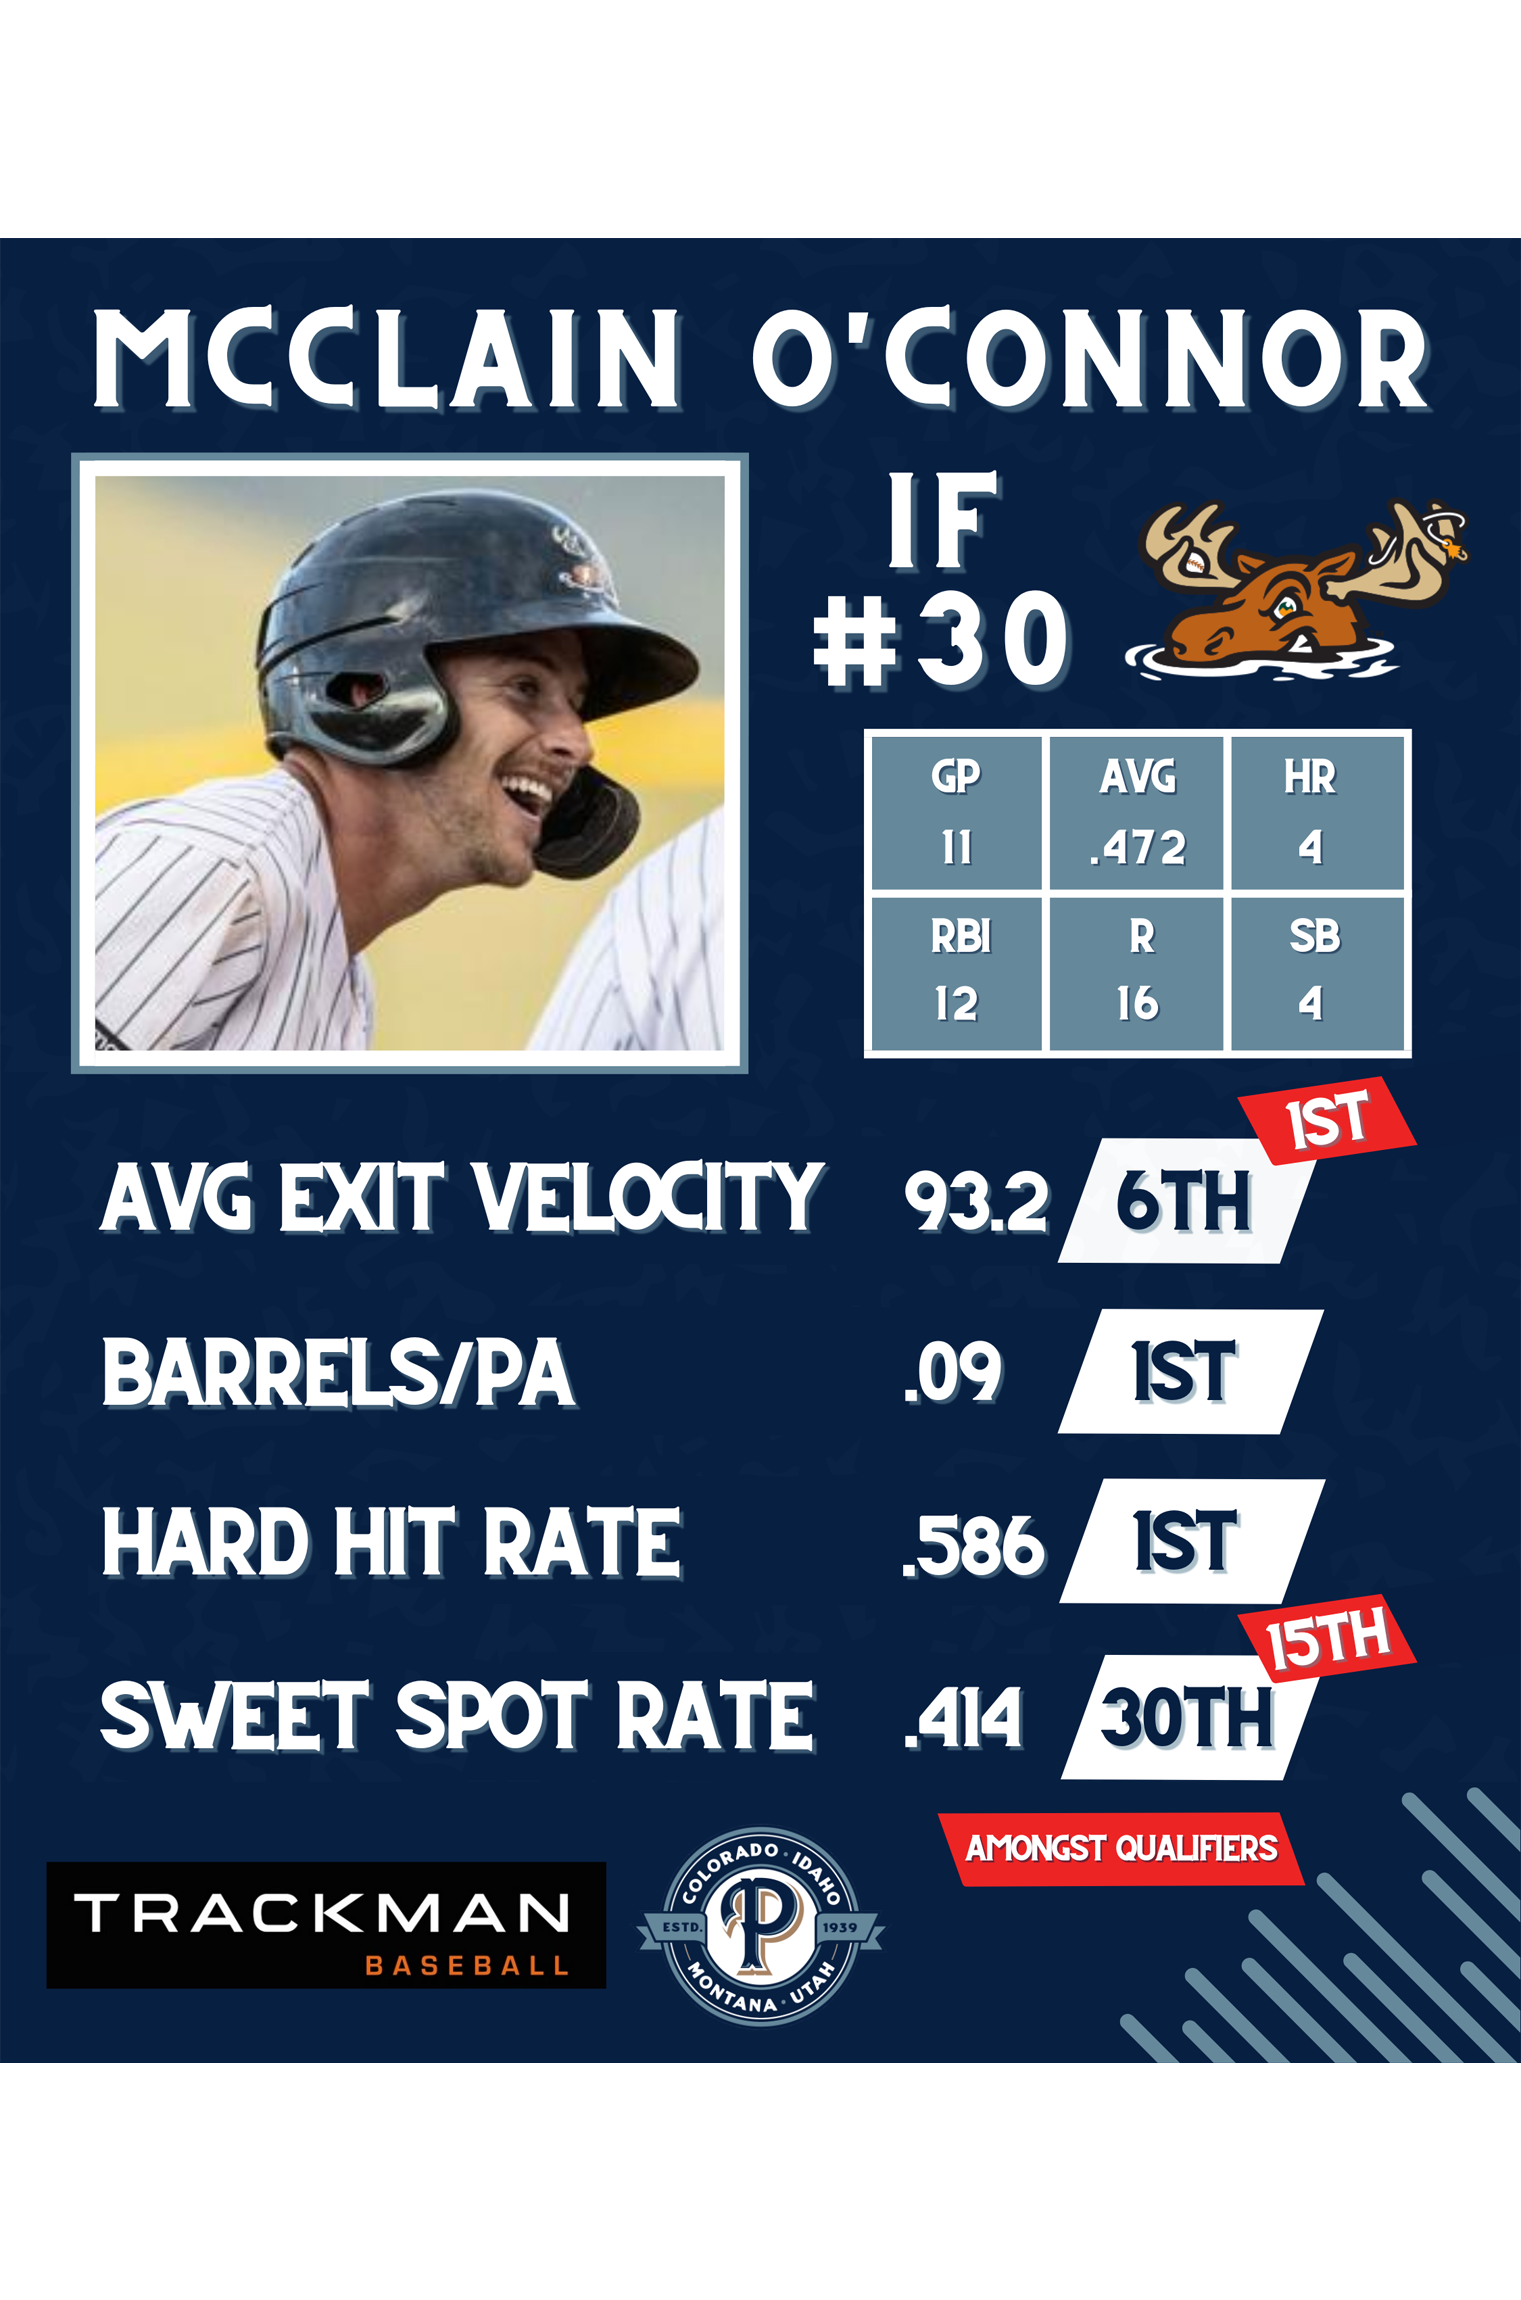 MCCLAIN O'CONNOR
IF
#30
GP AVG HR
11 .472 4
RBI R SB
12 16 4
1ST
AVG EXIT VELOCITY 93.2 6TH
BARRELS/PA .09 1ST
HARD HIT RATE .586 1ST
15TH
SWEET SPOT RATE .414 30TH
AMONGST QUALIFIERS
TRACKMAN
BASEBALL
COLORADO · IDAHO
ESTD. P 1939
MONTANA · UTAH